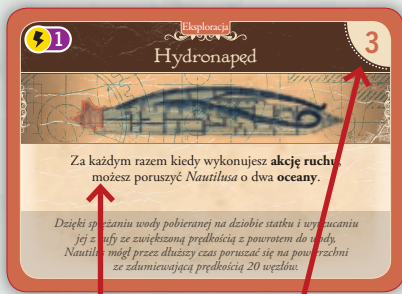 Eksploracja
1
3
Hydronapęd
Za każdym razem kiedy wykonujesz akcję ruchu,
możesz poruszyć Nautilusa o dwa oceany.
Dzięki sprężaniu wody pobieranej na dziobie statku i wyrzucaniu
jej z rufy ze zwiększoną prędkością z powrotem do wody,
Nautilus mógł przez dłuższy czas poruszać się na powierzchni
ze zdumiewającą prędkością 20 węzłów.